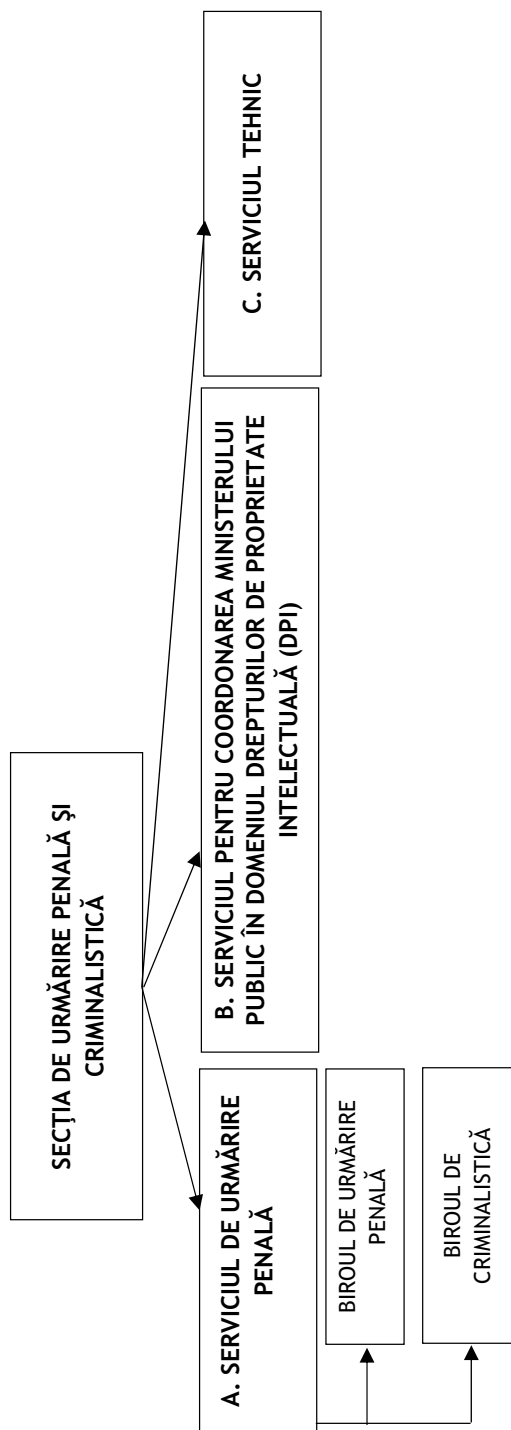 SECŢIA DE URMĂRIRE PENALĂ ŞI
CRIMINALISTICĂ
A. SERVICIUL DE URMĂRIRE
PENALĂ
B. SERVICIUL PENTRU COORDONAREA MINISTERULUI
PUBLIC ÎN DOMENIUL DREPTURILOR DE PROPRIETATE
INTELECTUALĂ (DPI)
C. SERVICIUL TEHNIC
BIROUL DE URMĂRIRE
PENALĂ
BIROUL DE
CRIMINALISTICĂ